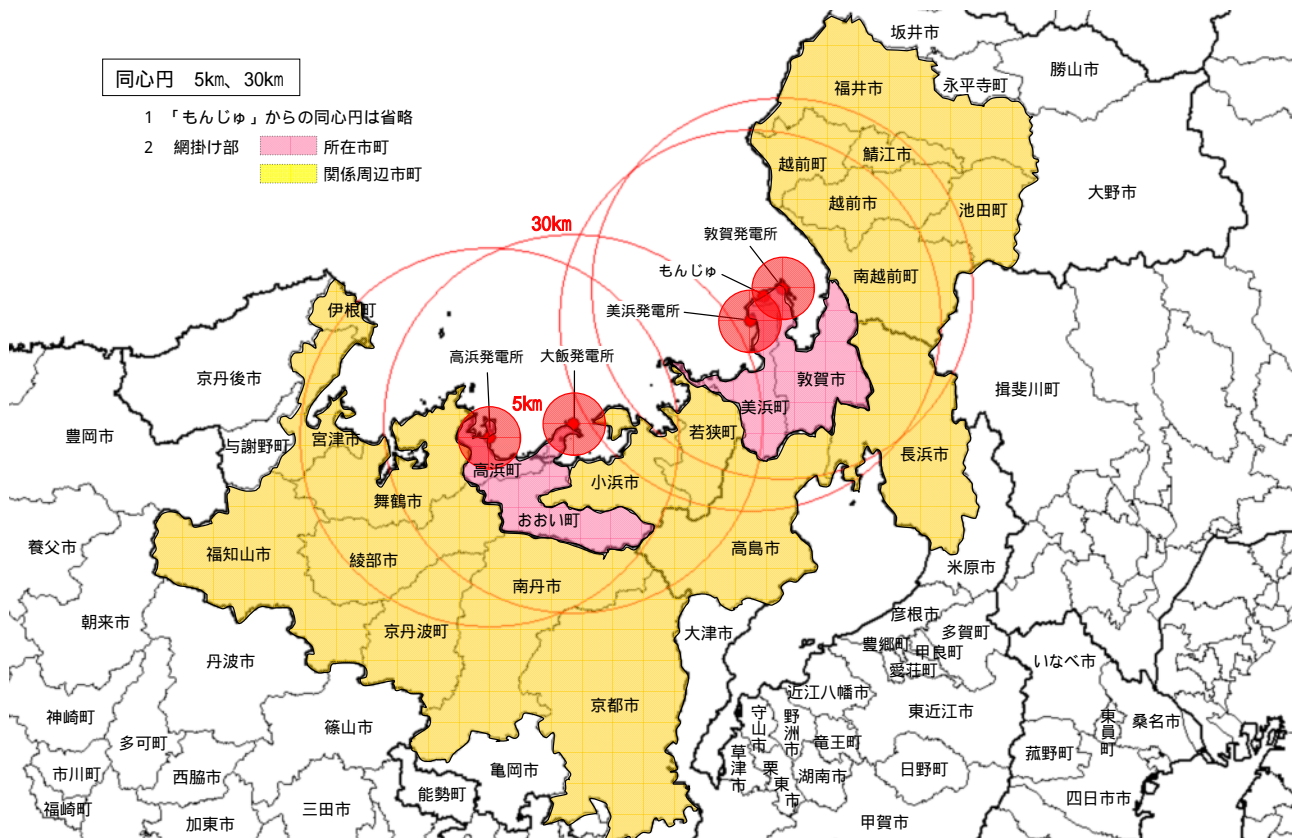 同心円 5km、30km
1 「もんじゅ」からの同心円は省略
2 網掛け部 所在市町
関係周辺市町
坂井市
勝山市
永平寺町
福井市
鯖江市
越前町
大野市
越前市
池田町
30km
敦賀発電所
もんじゅ
南越前町
美浜発電所
伊根町
高浜発電所
大飯発電所
京丹後市
敦賀市
揖斐川町
5km
美浜町
豊岡市
与謝野町
宮津市
若狭町
長浜市
高浜町
小浜市
舞鶴市
おおい町
養父市
福知山市
綾部市
高島市
米原市
南丹市
彦根市
朝来市
京丹波町
大津市
多賀町
豊郷町
甲良町
丹波市
愛荘町
いなべ市
近江八幡市
京都市
東近江市
神崎町
篠山市
守山市
野洲市
東員町
桑名市
多可町
竜王町
菰野町
草津市
栗東市
湖南市
日野町
市川町
西脇市
亀岡市
能勢町
四日市市
福崎町
三田市
加東市
甲賀市